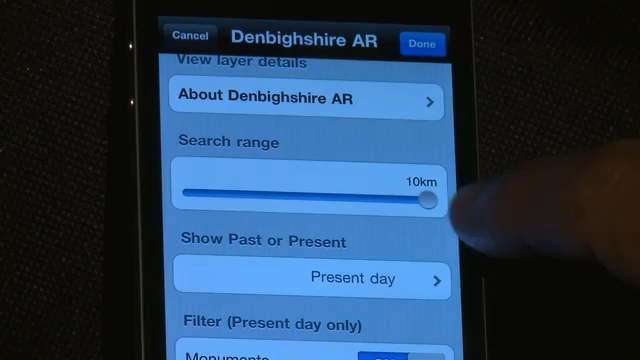 Cancel
Denbighshire AR
Done
View layer details
About Denbighshire AR
Search range
10km
Show Past or Present
Present day
Filter (Present day only)
Monuments